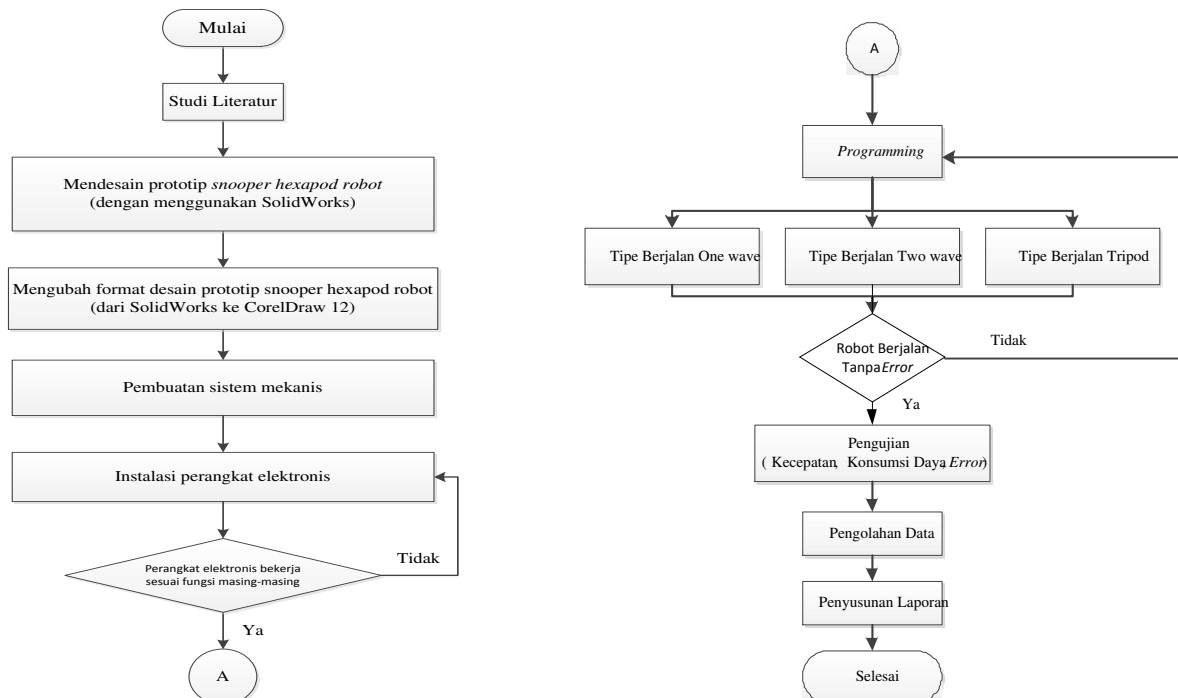 Mulai
Studi Literatur
Mendesain prototip snooper hexapod robot
(dengan menggunakan SolidWorks)
Mengubah format desain prototip snooper hexapod robot
(dari SolidWorks ke CorelDraw 12)
Pembuatan sistem mekanis
Instalasi perangkat elektronis
Perangkat elektronis bekerja
sesuai fungsi masing-masing
Tidak
Ya
A
A
Programming
Tipe Berjalan One wave
Tipe Berjalan Two wave
Tipe Berjalan Tripod
Robot Berjalan
Tanpa Error
Tidak
Ya
Pengujian
( Kecepatan, Konsumsi Daya, Error)
Pengolahan Data
Penyusunan Laporan
Selesai